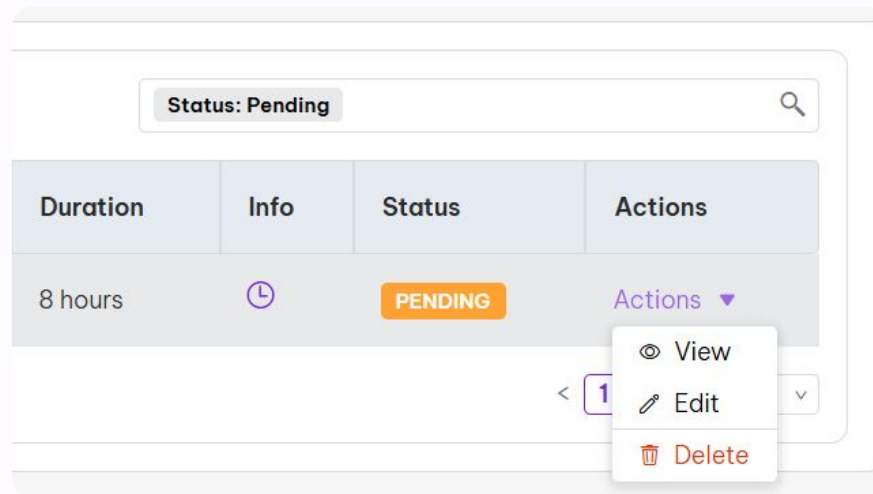 Status: Pending
Duration Info Status Actions
8 hours PENDING Actions
View
< 1
Edit
Delete